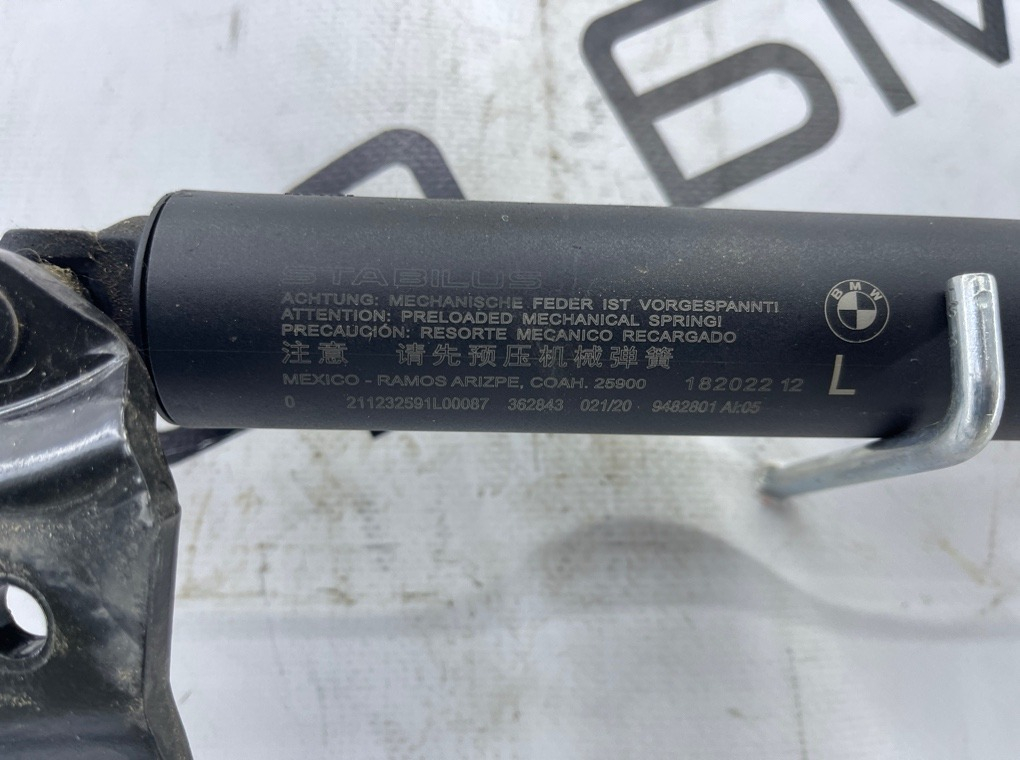 STABILUS
ACHTUNG: MECHANISCHE FEDER IST VORGESPANNT!
ATTENTION: PRELOADED MECHANICAL SPRING!
PRECAUCIÓN: RESORTE MECANICO RECARGADO
注意 请先预压机械弹簧
MEXICO - RAMOS ARIZPE, COAH. 25900 182022 12
0 211232591L00087 362843 021/20 9482801 AI:05
BMW
L